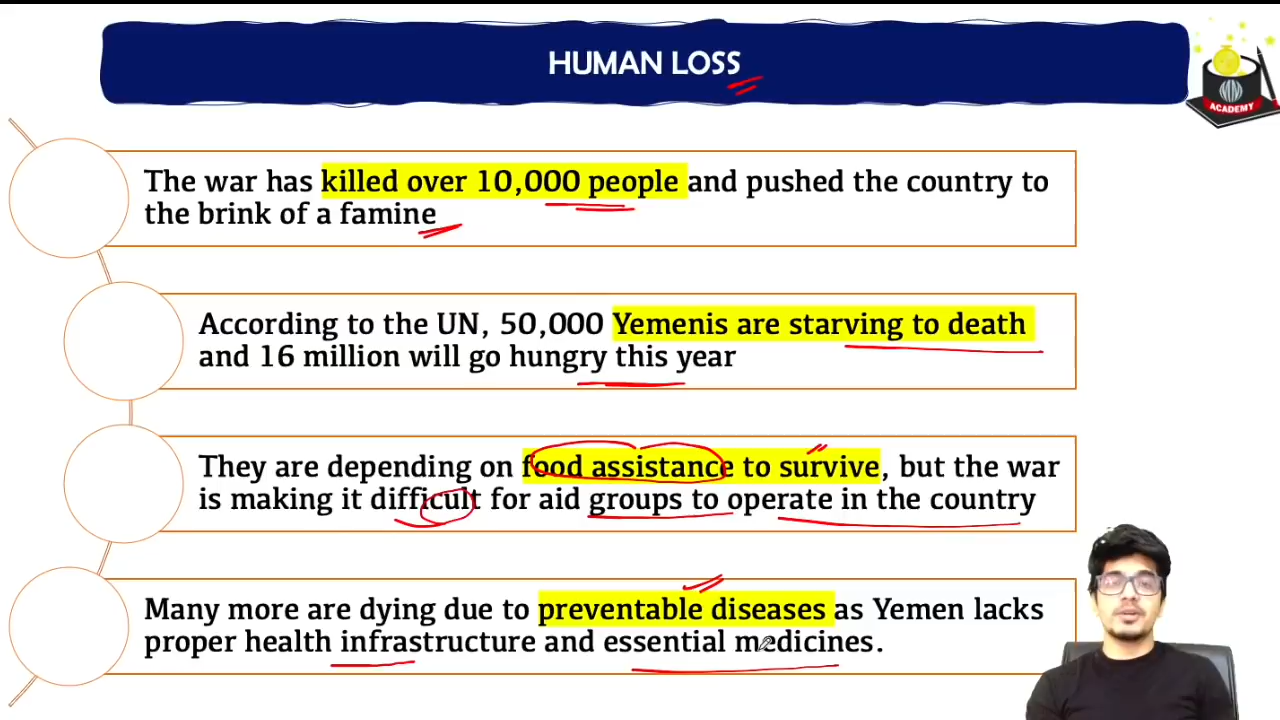 HUMAN LOSS
ACADEMY
The war has killed over 10,000 people and pushed the country to
the brink of a famine
According to the UN, 50,000 Yemenis are starving to death
and 16 million will go hungry this year
They are depending on food assistance to survive, but the war
is making it difficult for aid groups to operate in the country
Many more are dying due to preventable diseases as Yemen lacks
proper health infrastructure and essential medicines.